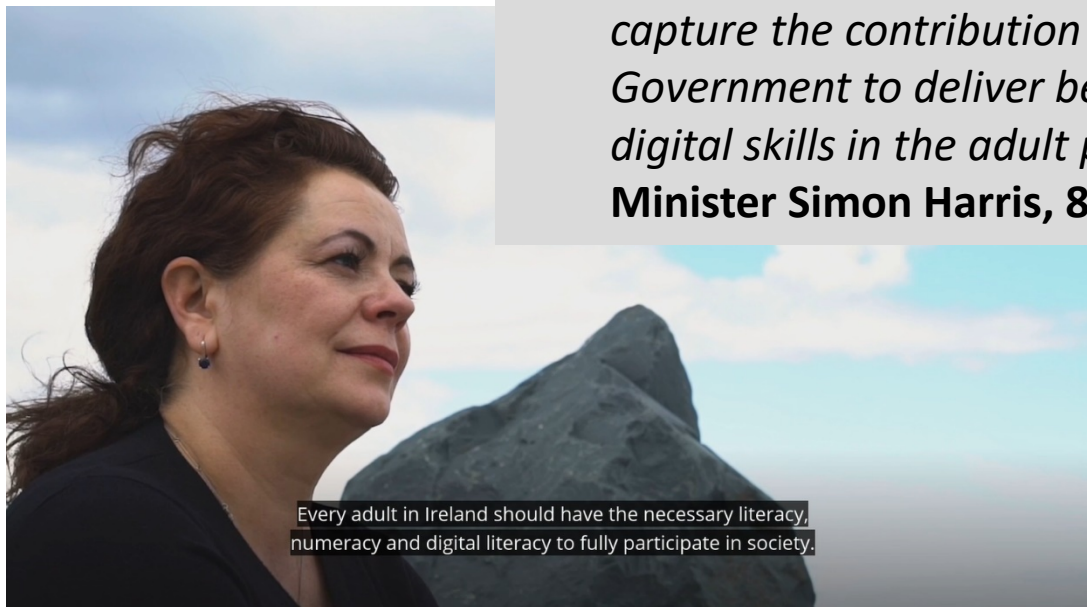 capture the contribution
Government to deliver be
digital skills in the adult
Minister Simon Harris, 8
Every adult in Ireland should have the necessary literacy,
numeracy and digital literacy to fully participate in society.